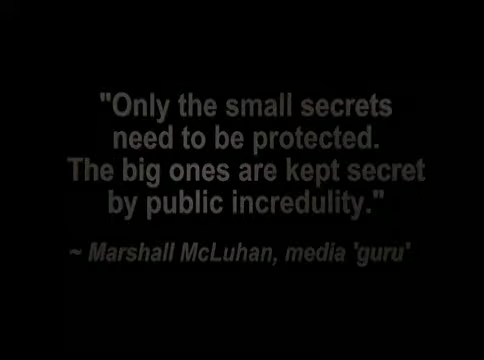 "Only the small secrets
need to be protected.
The big ones are kept secret
by public incredulity."
~ Marshall McLuhan, media 'guru'